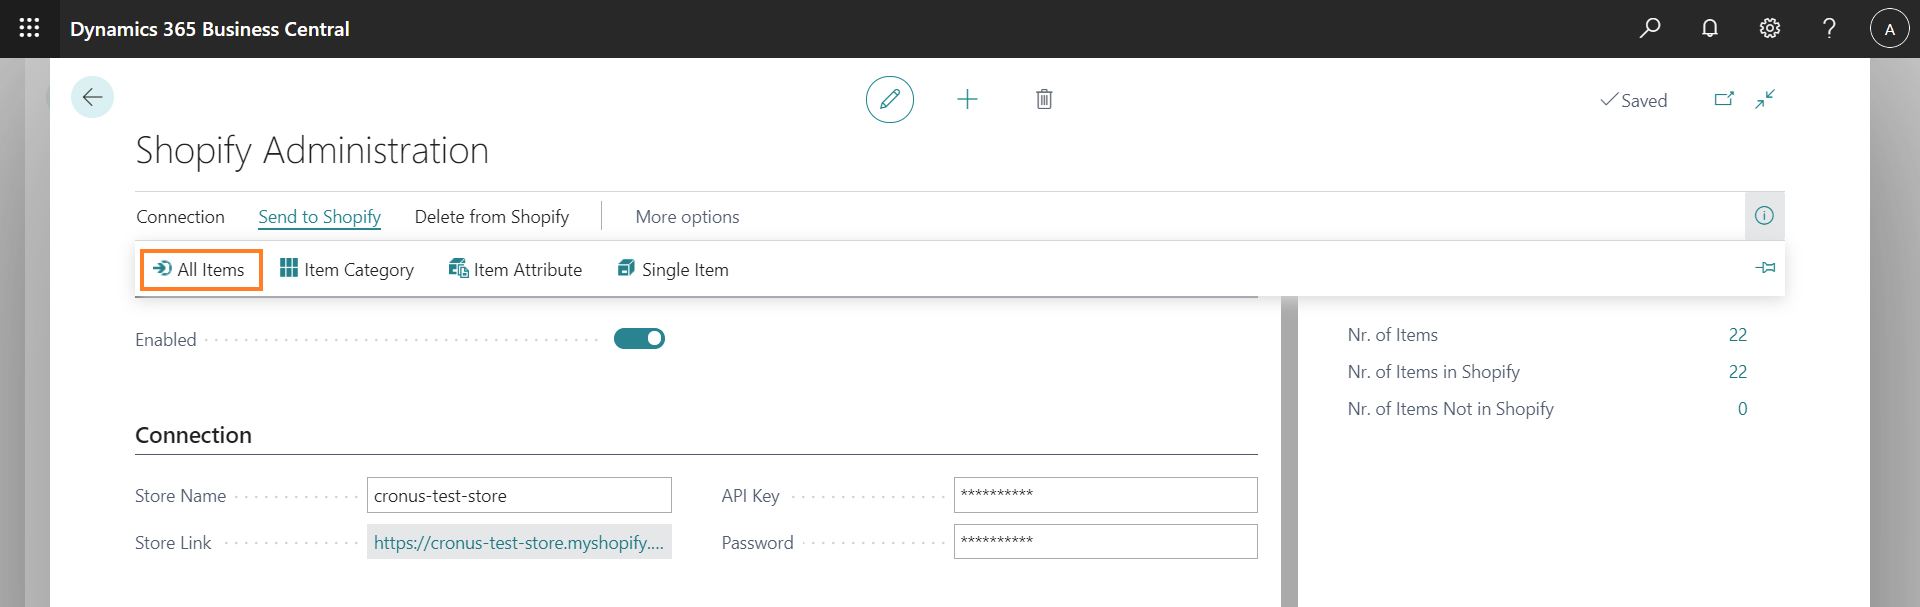 Dynamics 365 Business Central
A
Saved
Shopify Administration
Connection Send to Shopify Delete from Shopify More options
All Items Item Category Item Attribute Single Item
Enabled
Nr. of Items 22
Nr. of Items in Shopify 22
Nr. of Items Not in Shopify 0
Connection
Store Name cronus-test-store API Key **********
Store Link https://cronus-test-store.myshopify.... Password **********